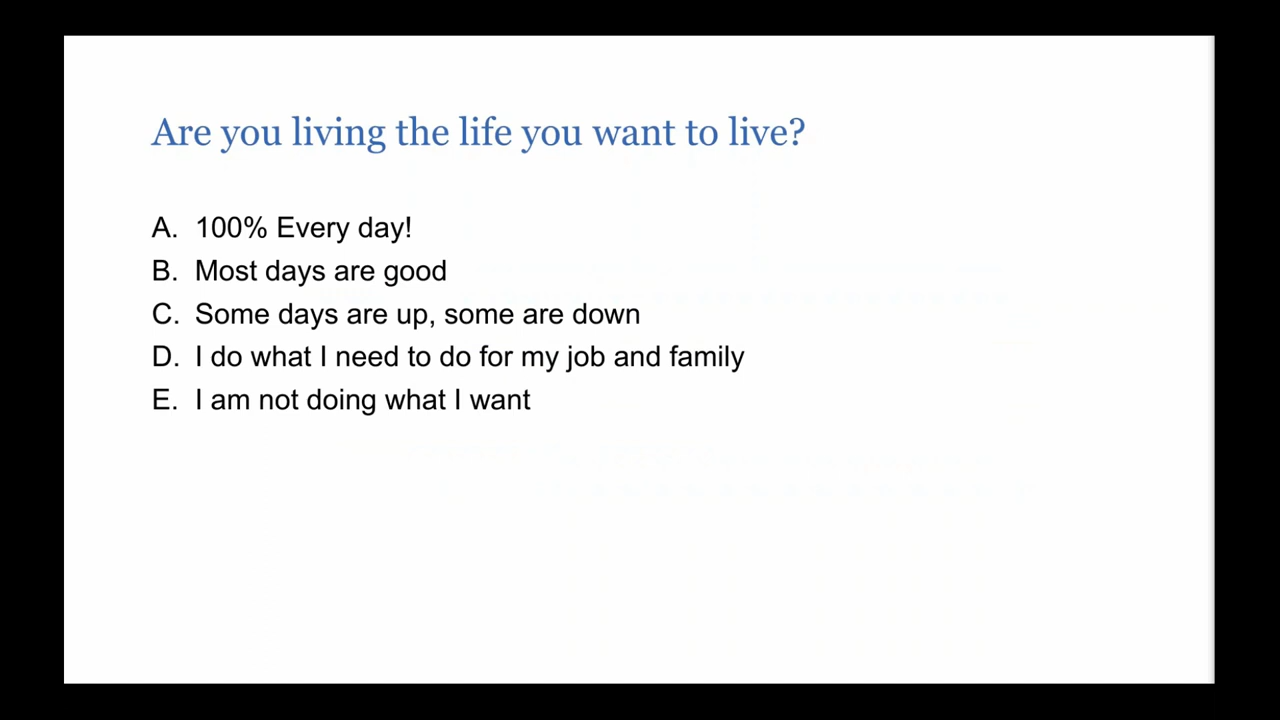 Are you living the life you want to live?
A. 100% Every day!
B. Most days are good
C. Some days are up, some are down
D. I do what I need to do for my job and family
E. I am not doing what I want